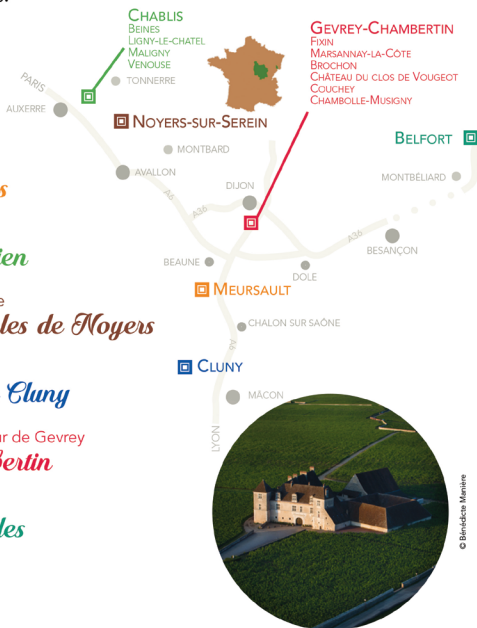 CHABLIS
BEINES
LIGNY-LE-CHATEL
MALIGNY
VENOUSE
GEVREY-CHAMBERTIN
FIXIN
MARSANNAY-LA-CÔTE
BROCHON
CHÂTEAU DU CLOS DE VOUGEOT
COUCHEY
CHAMBOLLE-MUSIGNY
PARIS
TONNERRE
AUXERRE
NOYERS-SUR-SEREIN
BELFORT
MONTBARD
AVALLON
MONTBÉLIARD
A6
DIJON
A36
A36
BESANÇON
BEAUNE
DOLE
MEURSAULT
CHALON SUR SAÔNE
A6
CLUNY
MÂCON
LYON
s
ien
e
les de Noyers
Cluny
ur de Gevrey
bertin
les
© Bénédicte Manière